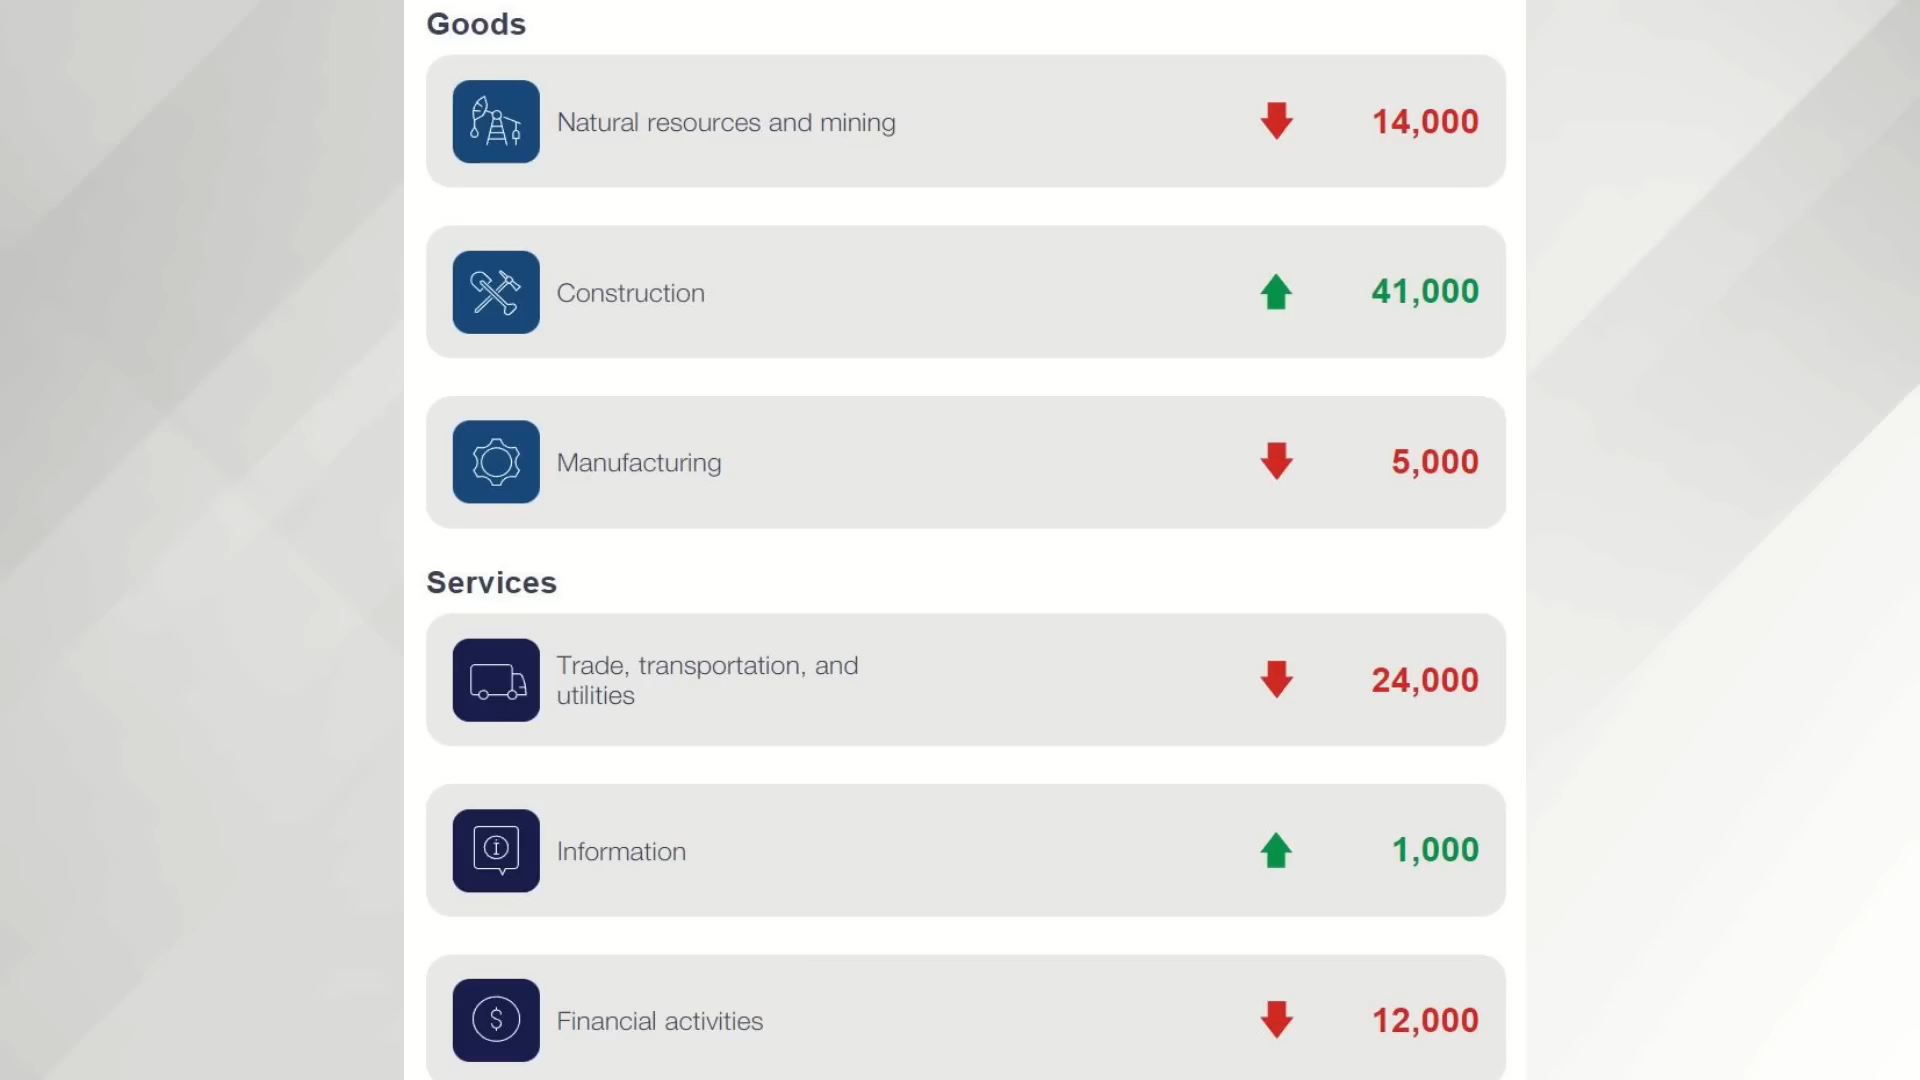 Goods
Natural resources and mining 14,000
Construction 41,000
Manufacturing 5,000
Services
Trade, transportation, and
utilities 24,000
Information 1,000
$ Financial activities 12,000